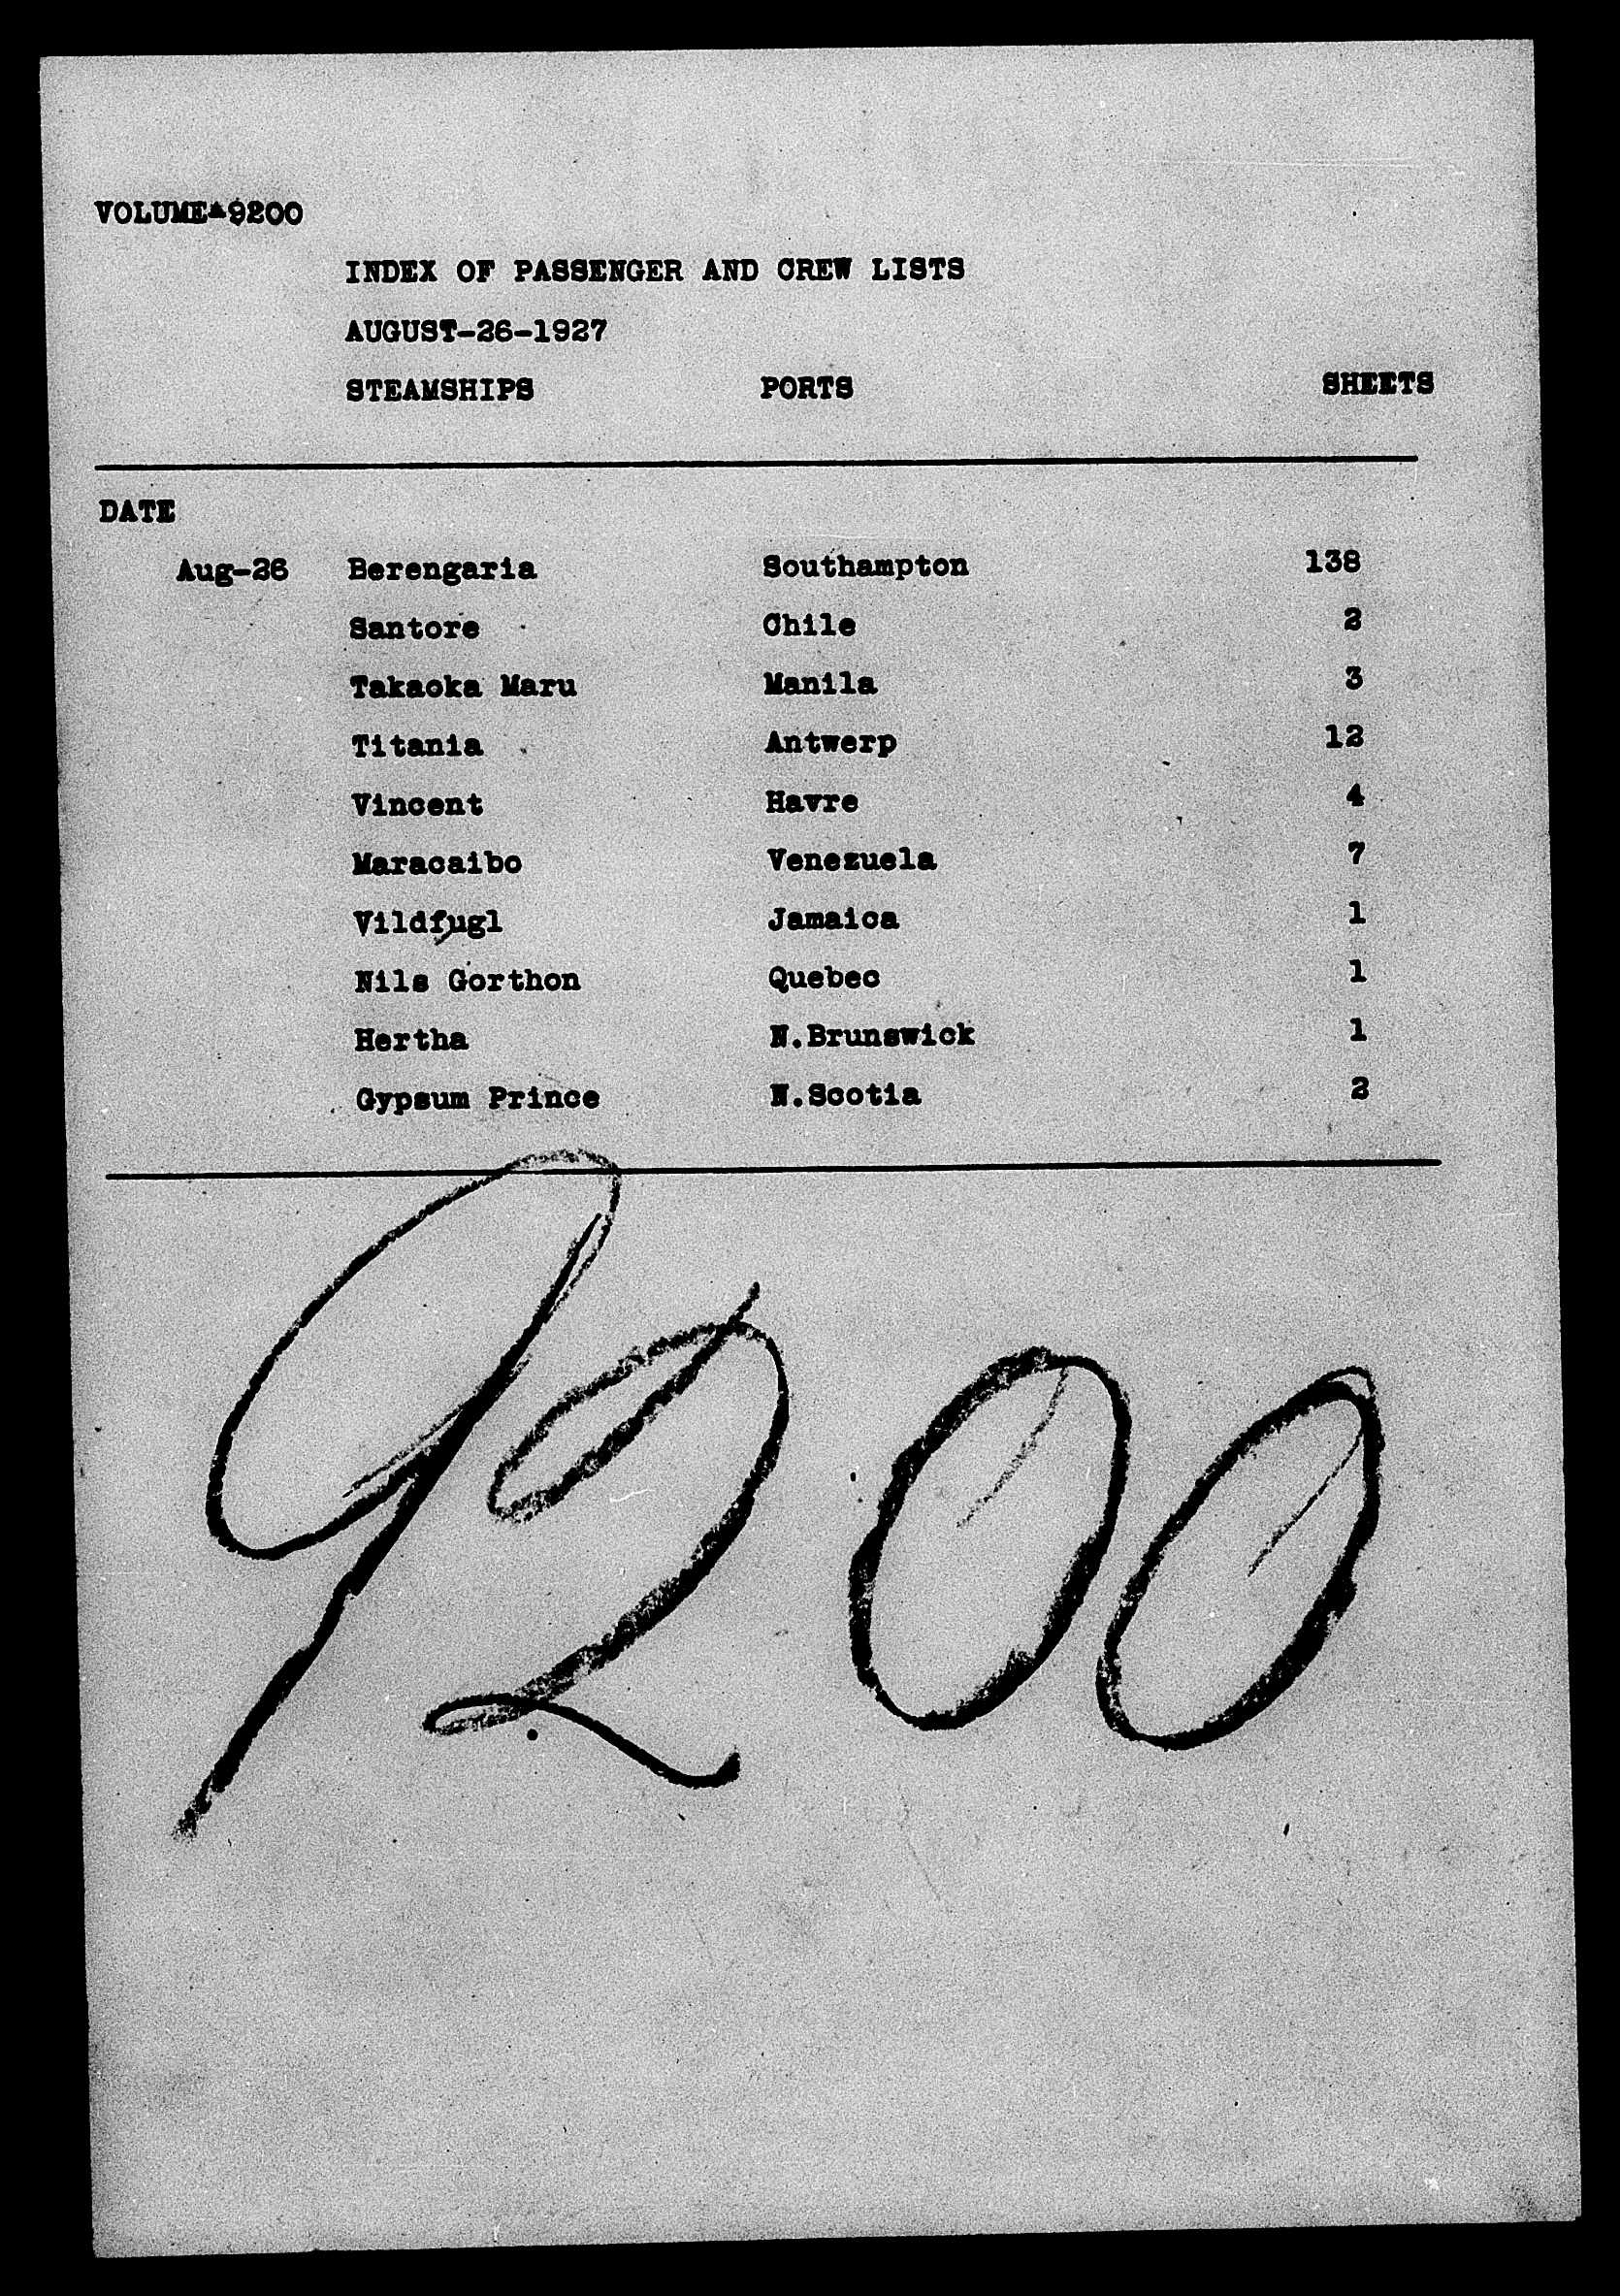 VOLUME-9200
INDEX OF PASSENGER AND CREW LISTS
AUGUST-26-1927
STEAMSHIPS PORTS SHEETS
DATE
Aug-26 Berengaria Southampton 138
Santore Chile 2
Takaoka Maru Manila 3
Titania Antwerp 12
Vincent Havre 4
Maracaibo Venezuela 7
Vildfugl Jamaica 1
Nils Gorthon Quebec 1
Hertha N.Brunswick 1
Gypsum Prince N.Scotia 2
9200